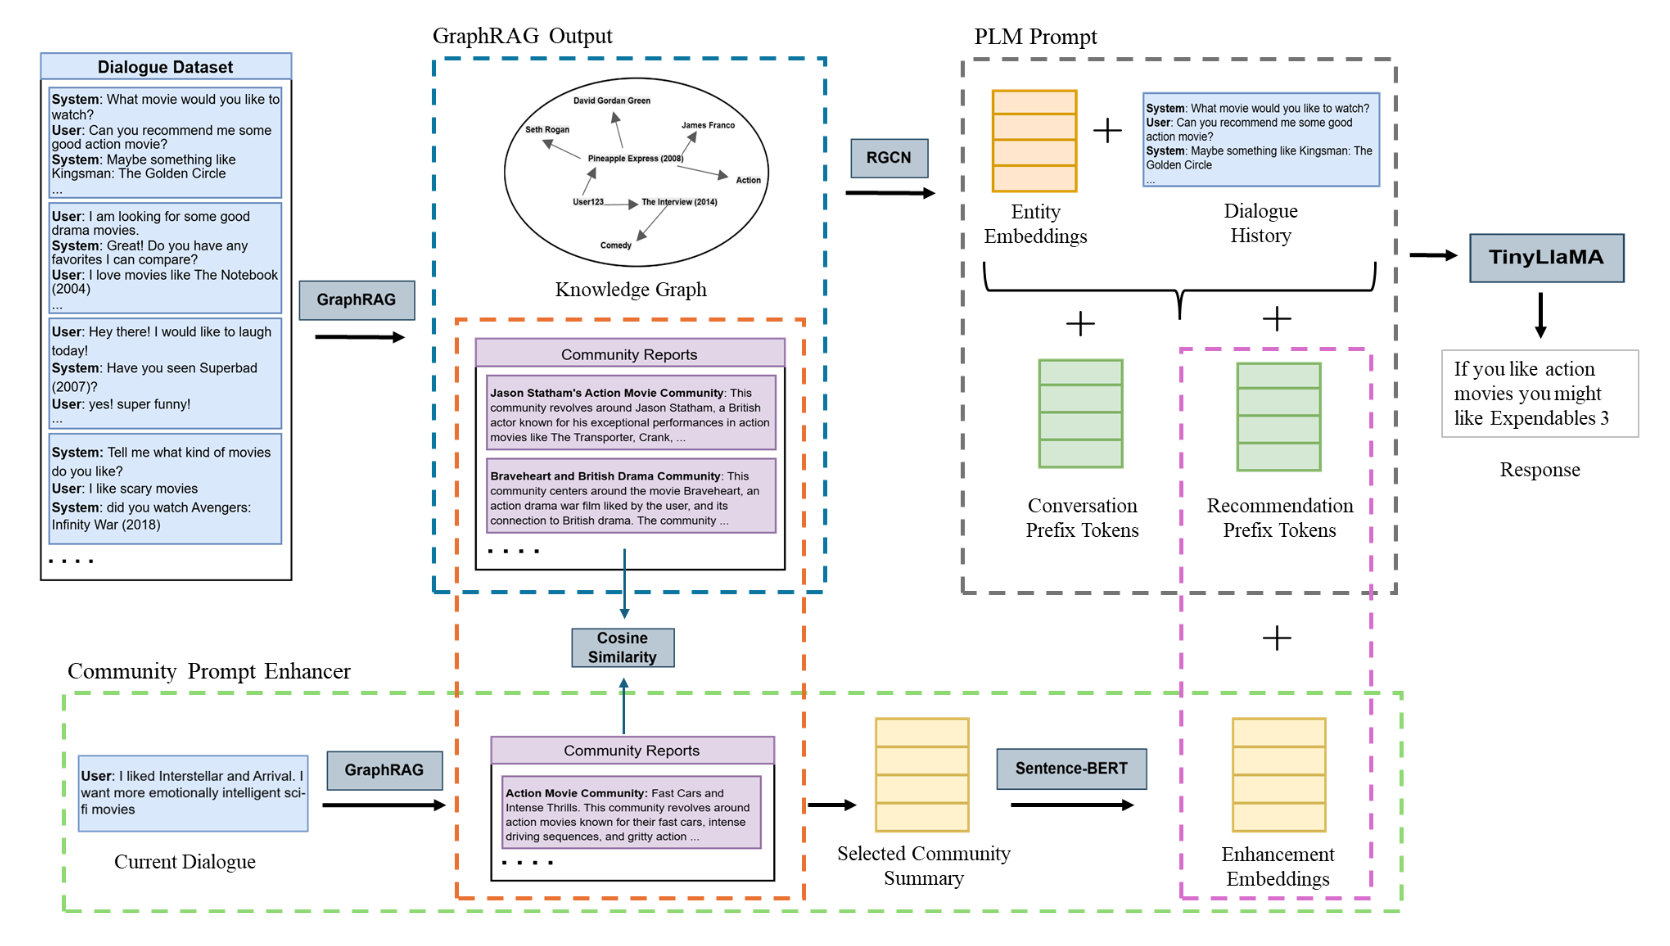 GraphRAG Output
PLM Prompt
Dialogue Dataset
System: What movie would you like to
watch?
User: Can you recommend me some
good action movie?
System: Maybe something like
Kingsman: The Golden Circle
...
User: I am looking for some good
drama movies.
System: Great! Do you have any
favorites I can compare?
User: I love movies like The Notebook
(2004)
...
User: Hey there! I would like to laugh
today!
System: Have you seen Superbad
(2007)?
User: yes! super funny!
...
System: Tell me what kind of movies
do you like?
User: I like scary movies
System: did you watch Avengers:
Infinity War (2018)
. . . .
GraphRAG
David Gordan Green
Seth Rogan
James Franco
Pineapple Express (2008)
Action
User123
The Interview (2014)
Comedy
Knowledge Graph
Community Reports
Jason Statham's Action Movie Community: This
community revolves around Jason Statham, a British
actor known for his exceptional performances in action
movies like The Transporter, Crank, ...
Braveheart and British Drama Community: This
community centers around the movie Braveheart, an
action drama war film liked by the user, and its
connection to British drama. The community ...
. . . .
RGCN
+
System: What movie would you like to watch?
User: Can you recommend me some good
action movie?
System: Maybe something like Kingsman: The
Golden Circle
...
Entity
Embeddings
Dialogue
History
+
+
Conversation
Prefix Tokens
Recommendation
Prefix Tokens
TinyLlaMA
If you like action
movies you might
like Expendables 3
Response
Cosine
Similarity
+
Community Prompt Enhancer
User: I liked Interstellar and Arrival. I
want more emotionally intelligent sci-
fi movies
Current Dialogue
GraphRAG
Community Reports
Action Movie Community: Fast Cars and
Intense Thrills. This community revolves around
action movies known for their fast cars, intense
driving sequences, and gritty action ...
. . . .
Selected Community
Summary
Sentence-BERT
Enhancement
Embeddings